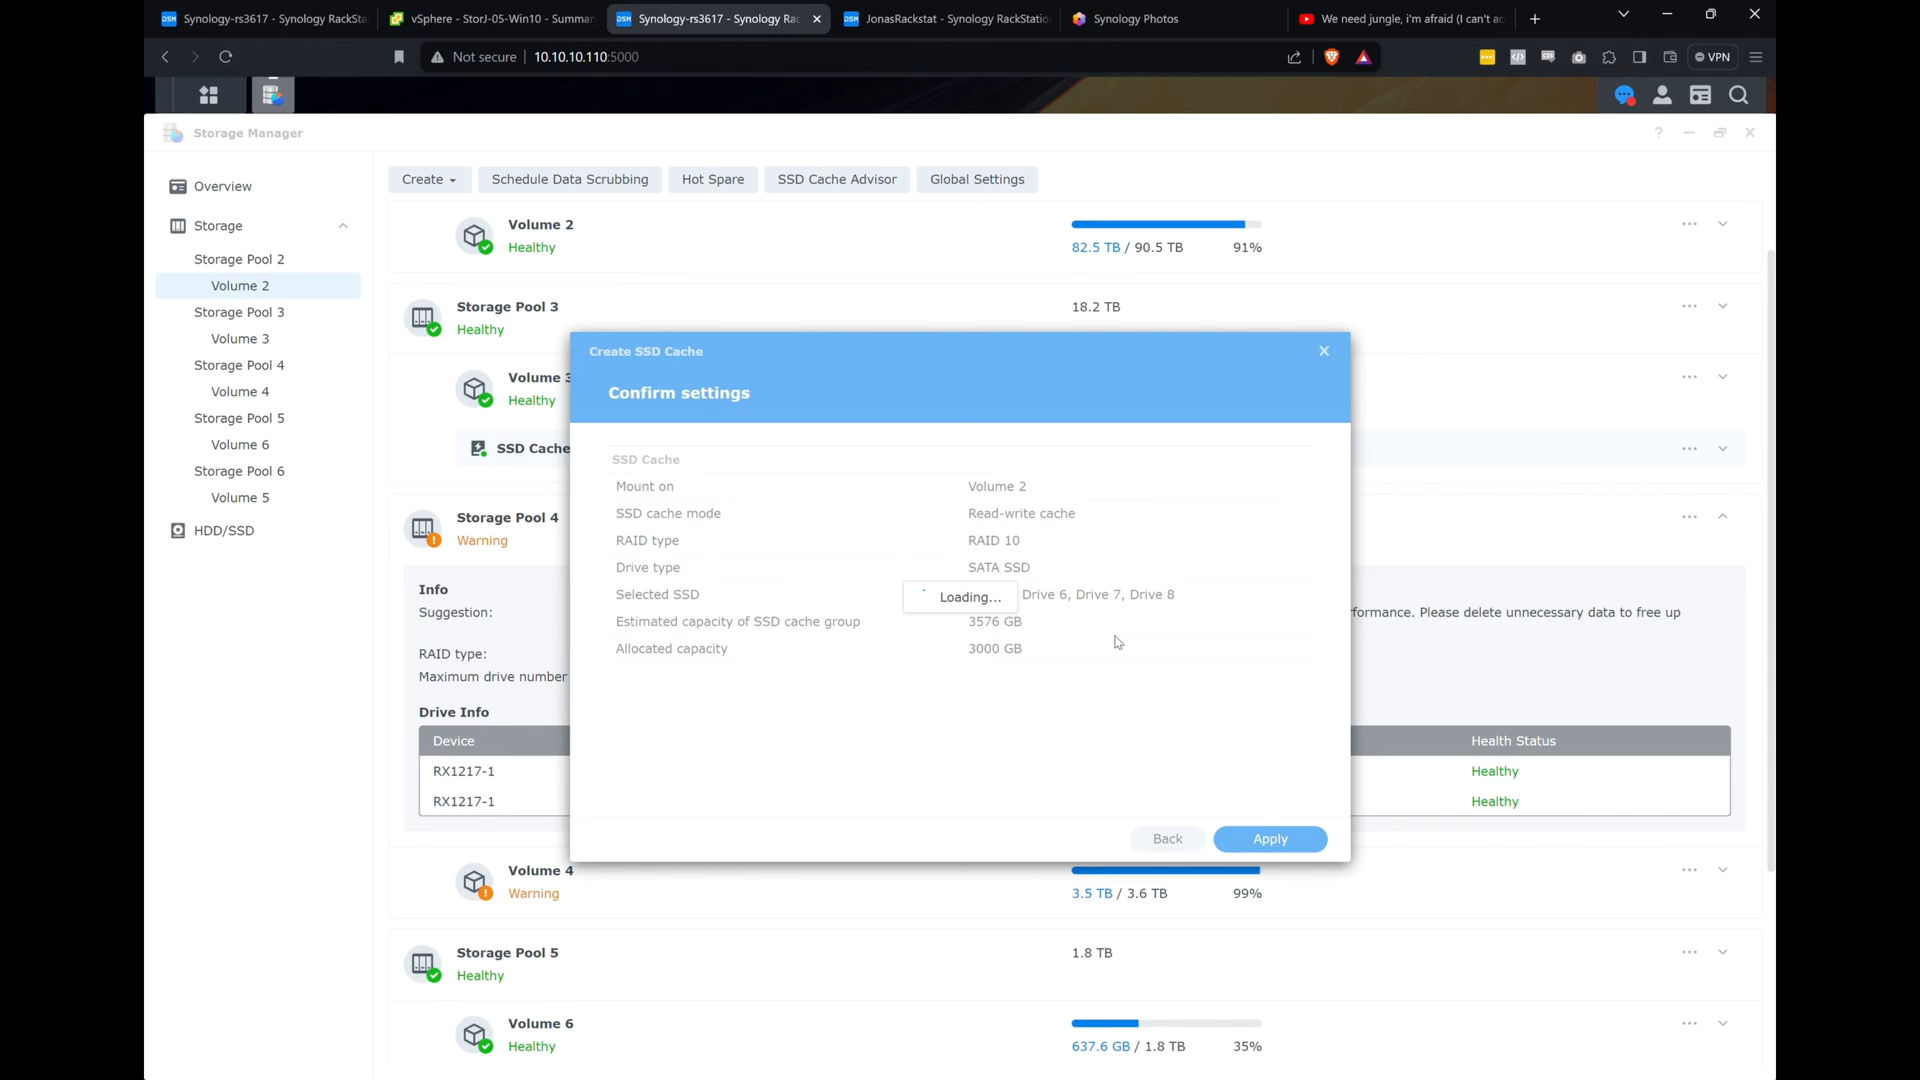 Synology-rs3617 - Synology RackSta
vSphere - StorJ-05-Win10 - Summar
Synology-rs3617 - Synology Rac
JonasRackstat - Synology RackStatio
Synology Photos
We need jungle, i'm afraid (I can't ac
Not secure
10.10.10.110:5000
VPN
Storage Manager
Overview
Storage
Storage Pool 2
Volume 2
Storage Pool 3
Volume 3
Storage Pool 4
Volume 4
Storage Pool 5
Volume 6
Storage Pool 6
Volume 5
HDD/SSD
Create
Schedule Data Scrubbing
Hot Spare
SSD Cache Advisor
Global Settings
Volume 2
Healthy
82.5 TB / 90.5 TB 91%
Storage Pool 3
18.2 TB
Healthy
Volume 3
Healthy
SSD Cache
Storage Pool 4
Warning
Info
Suggestion:
formance. Please delete unnecessary data to free up
RAID type:
Maximum drive number
Drive Info
Device Health Status
RX1217-1 Healthy
RX1217-1 Healthy
Create SSD Cache
Confirm settings
SSD Cache
Mount on Volume 2
SSD cache mode Read-write cache
RAID type RAID 10
Drive type SATA SSD
Selected SSD Drive 6, Drive 7, Drive 8
Loading...
Estimated capacity of SSD cache group 3576 GB
Allocated capacity 3000 GB
Back
Apply
Volume 4
Warning
3.5 TB / 3.6 TB 99%
Storage Pool 5
1.8 TB
Healthy
Volume 6
Healthy
637.6 GB / 1.8 TB 35%